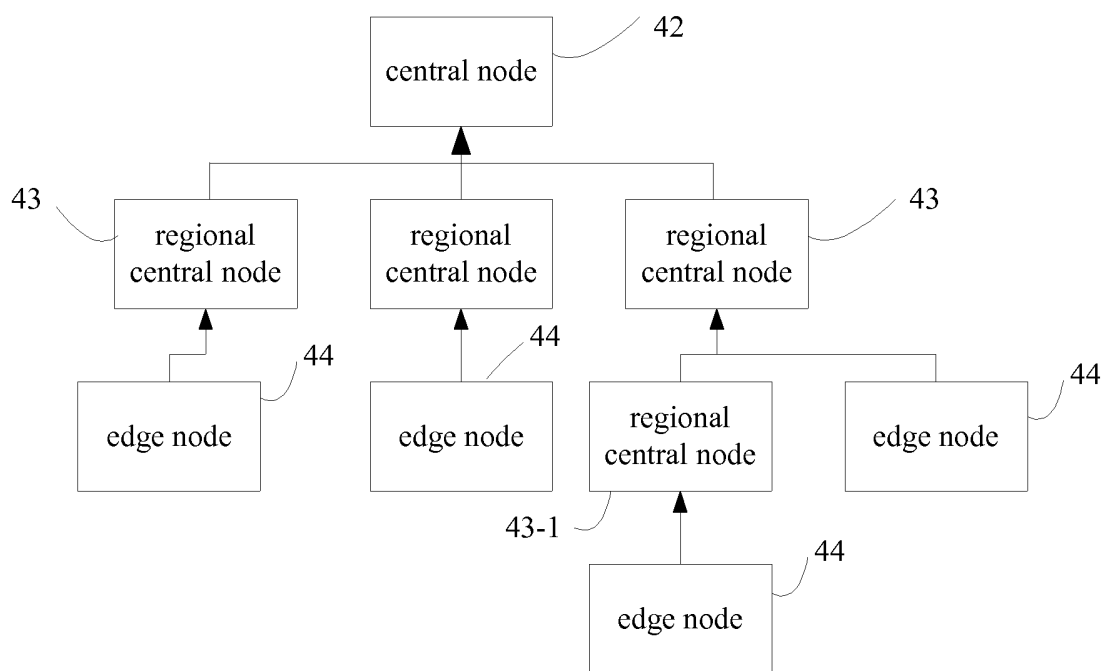 42
central node
43
regional
central node
regional
central node
43
regional
central node
44
edge node
44
edge node
regional
central node
43-1
44
edge node
44
edge node